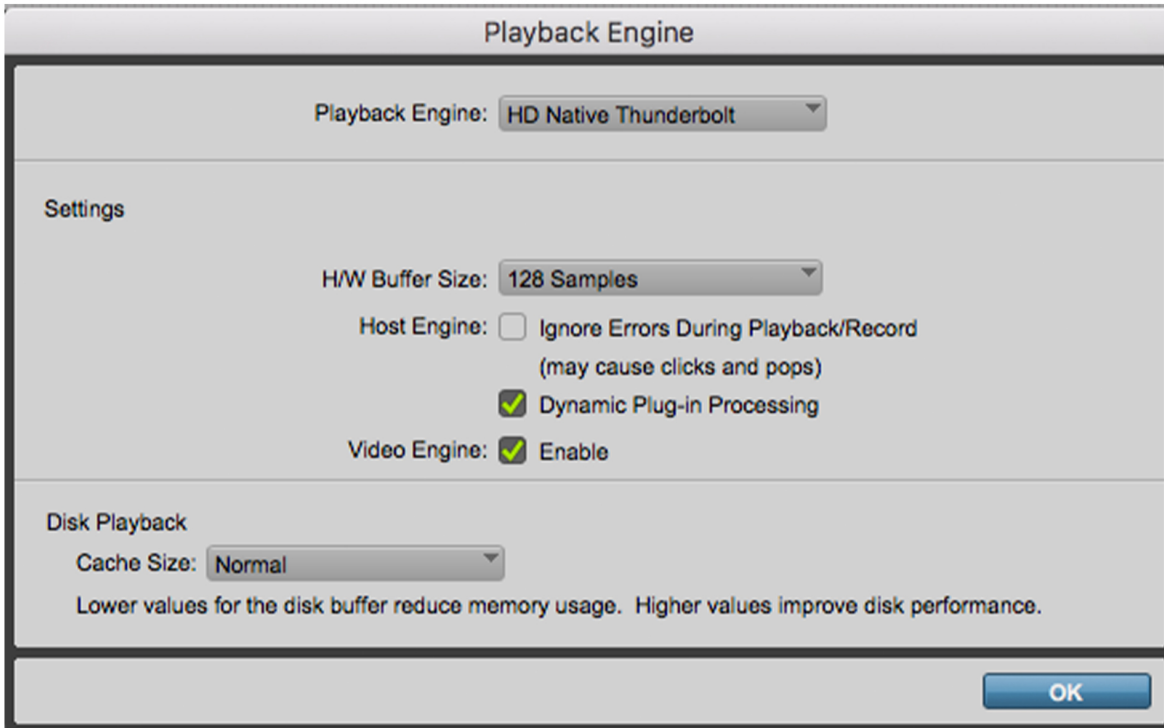 Playback Engine
Playback Engine: HD Native Thunderbolt
Settings
H/W Buffer Size: 128 Samples
Host Engine: Ignore Errors During Playback/Record
(may cause clicks and pops)
Dynamic Plug-in Processing
Video Engine: Enable
Disk Playback
Cache Size: Normal
Lower values for the disk buffer reduce memory usage.  Higher values improve disk performance.
OK